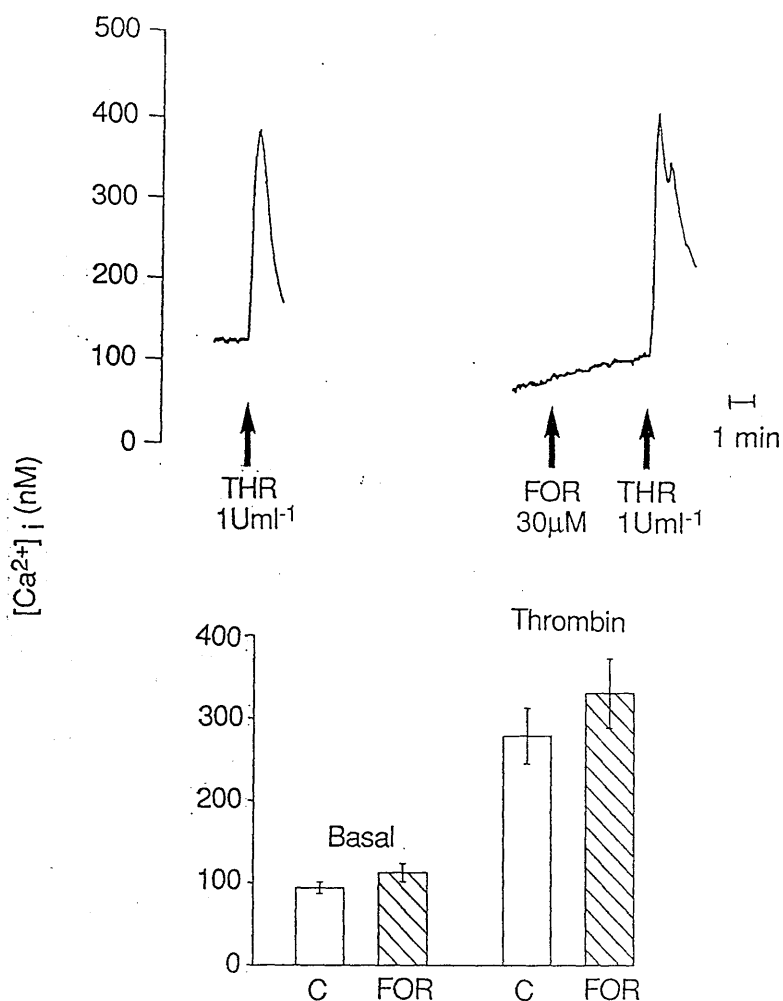 500
400
300
200
100
0
THR
1Uml-1
FOR
30μM
THR
1Uml-1
1 min
[Ca2+] i (nM)
400
300
200
100
0
Basal
Thrombin
C
FOR
C
FOR